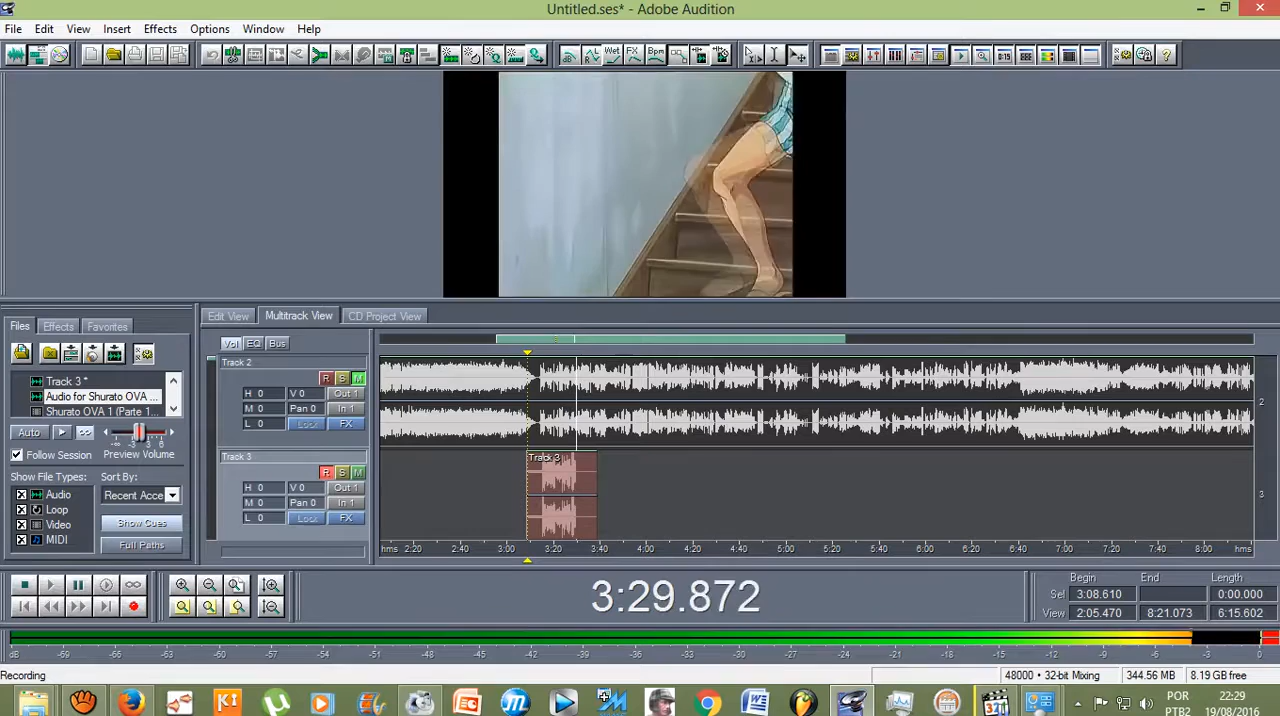 Untitled.ses* - Adobe Audition
File Edit View Insert Effects Options Window Help
Files Effects Favorites
Track 3 *
Audio for Shurato OVA ...
Shurato OVA 1 (Parte 1...
Auto
-∞ -3 3 6
Follow Session Preview Volume
Show File Types: Sort By:
Audio Recent Acce
Loop
Video Show Cues
MIDI Full Paths
Edit View Multitrack View CD Project View
Vol EQ Bus
Track 2
R S M
H 0 V 0 Out 1
M 0 Pan 0 In 1
L 0 Lock FX
2
Track 3
R S M
H 0 V 0 Out 1
M 0 Pan 0 In 1
L 0 Lock FX
Track 3
3
hms 2:20 2:40 3:00 3:20 3:40 4:00 4:20 4:40 5:00 5:20 5:40 6:00 6:20 6:40 7:00 7:20 7:40 8:00 hms
3:29.872
Begin End Length
Sel 3:08.610 0:00.000
View 2:05.470 8:21.073 6:15.602
dB -69 -66 -63 -60 -57 -54 -51 -48 -45 -42 -39 -36 -33 -30 -27 -24 -21 -18 -15 -12 -9 -6 -3 0
Recording 48000 • 32-bit Mixing 344.56 MB 8.19 GB free
POR
PTB2
22:29
19/08/2016